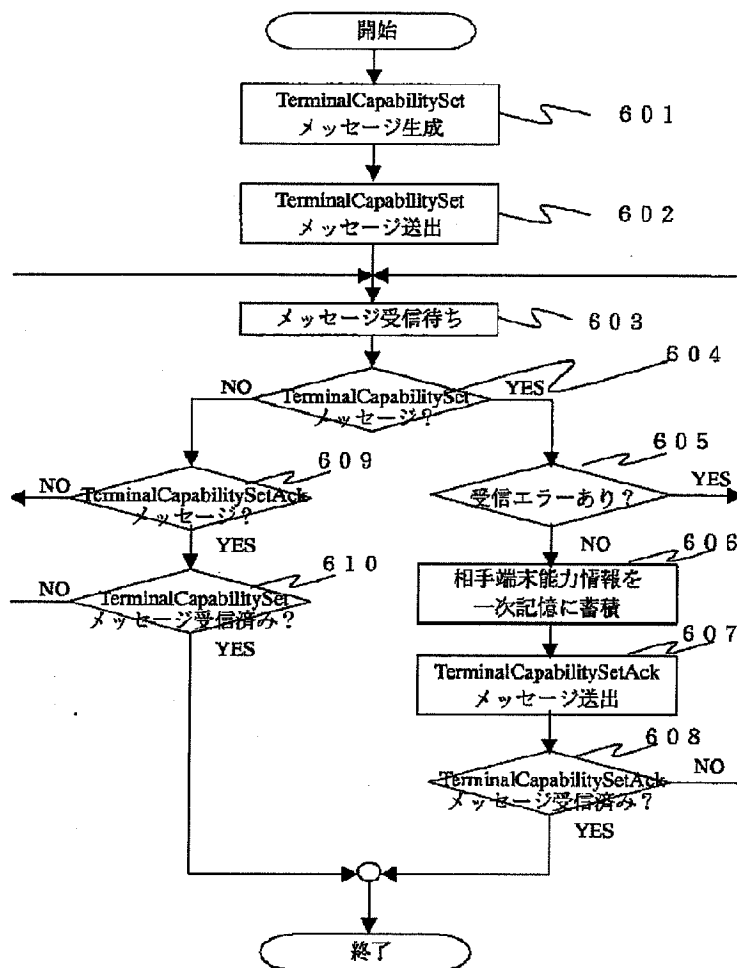 開始
TerminalCapabilitySet
メッセージ生成
601
TerminalCapabilitySet
メッセージ送出
602
メッセージ受信待ち
603
604
NO
TerminalCapabilitySet
メッセージ?
YES
605
受信エラーあり?
YES
609
NO
TerminalCapabilitySetAck
メッセージ?
YES
NO
606
相手端末能力情報を
一次記憶に蓄積
610
NO
TerminalCapabilitySet
メッセージ受信済み?
YES
607
TerminalCapabilitySetAck
メッセージ送出
608
TerminalCapabilitySetAck
メッセージ受信済み?
NO
YES
終了